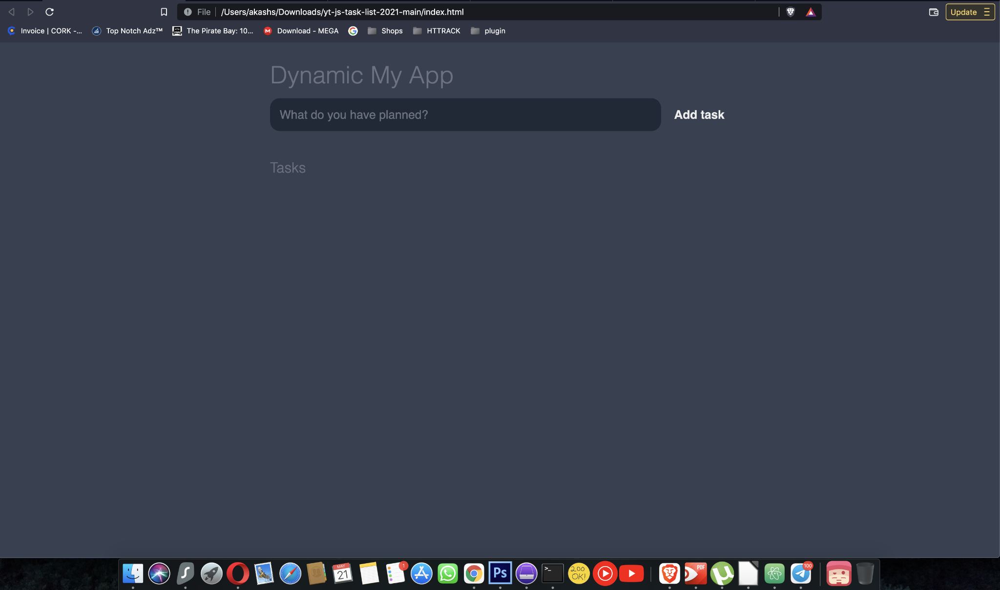 File /Users/akashs/Downloads/yt-js-task-list-2021-main/index.html Update
Invoice | CORK -... Top Notch Adz™ The Pirate Bay: 10... Download - MEGA Shops HTTRACK plugin
Dynamic My App
What do you have planned? Add task
Tasks
MAY
21
1
Ps
>_
200
OK!
PDF
100